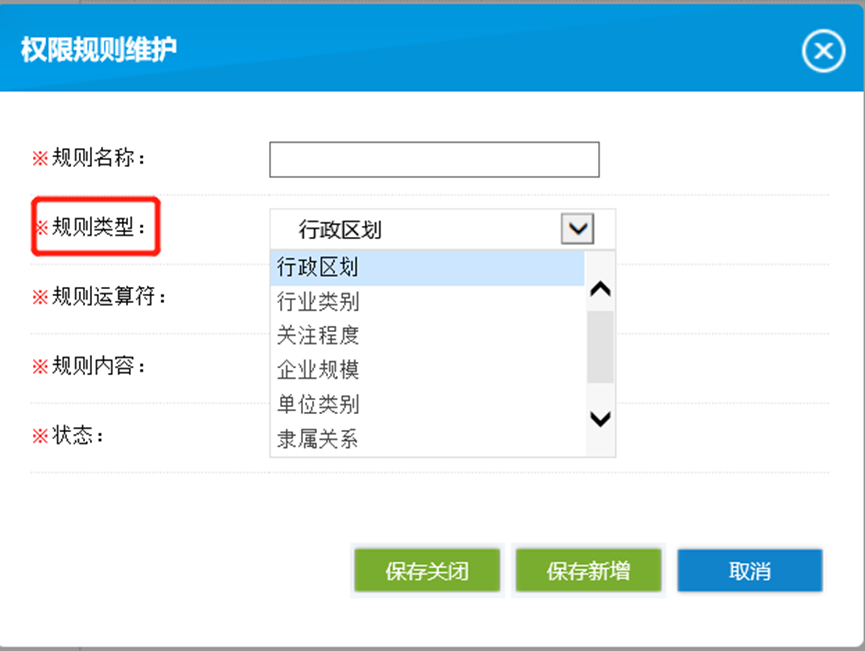 权限规则维护
※规则名称：
※规则类型：
行政区划
行政区划
行业类别
关注程度
企业规模
单位类别
隶属关系
※规则运算符：
※规则内容：
※状态：
保存关闭
保存新增
取消